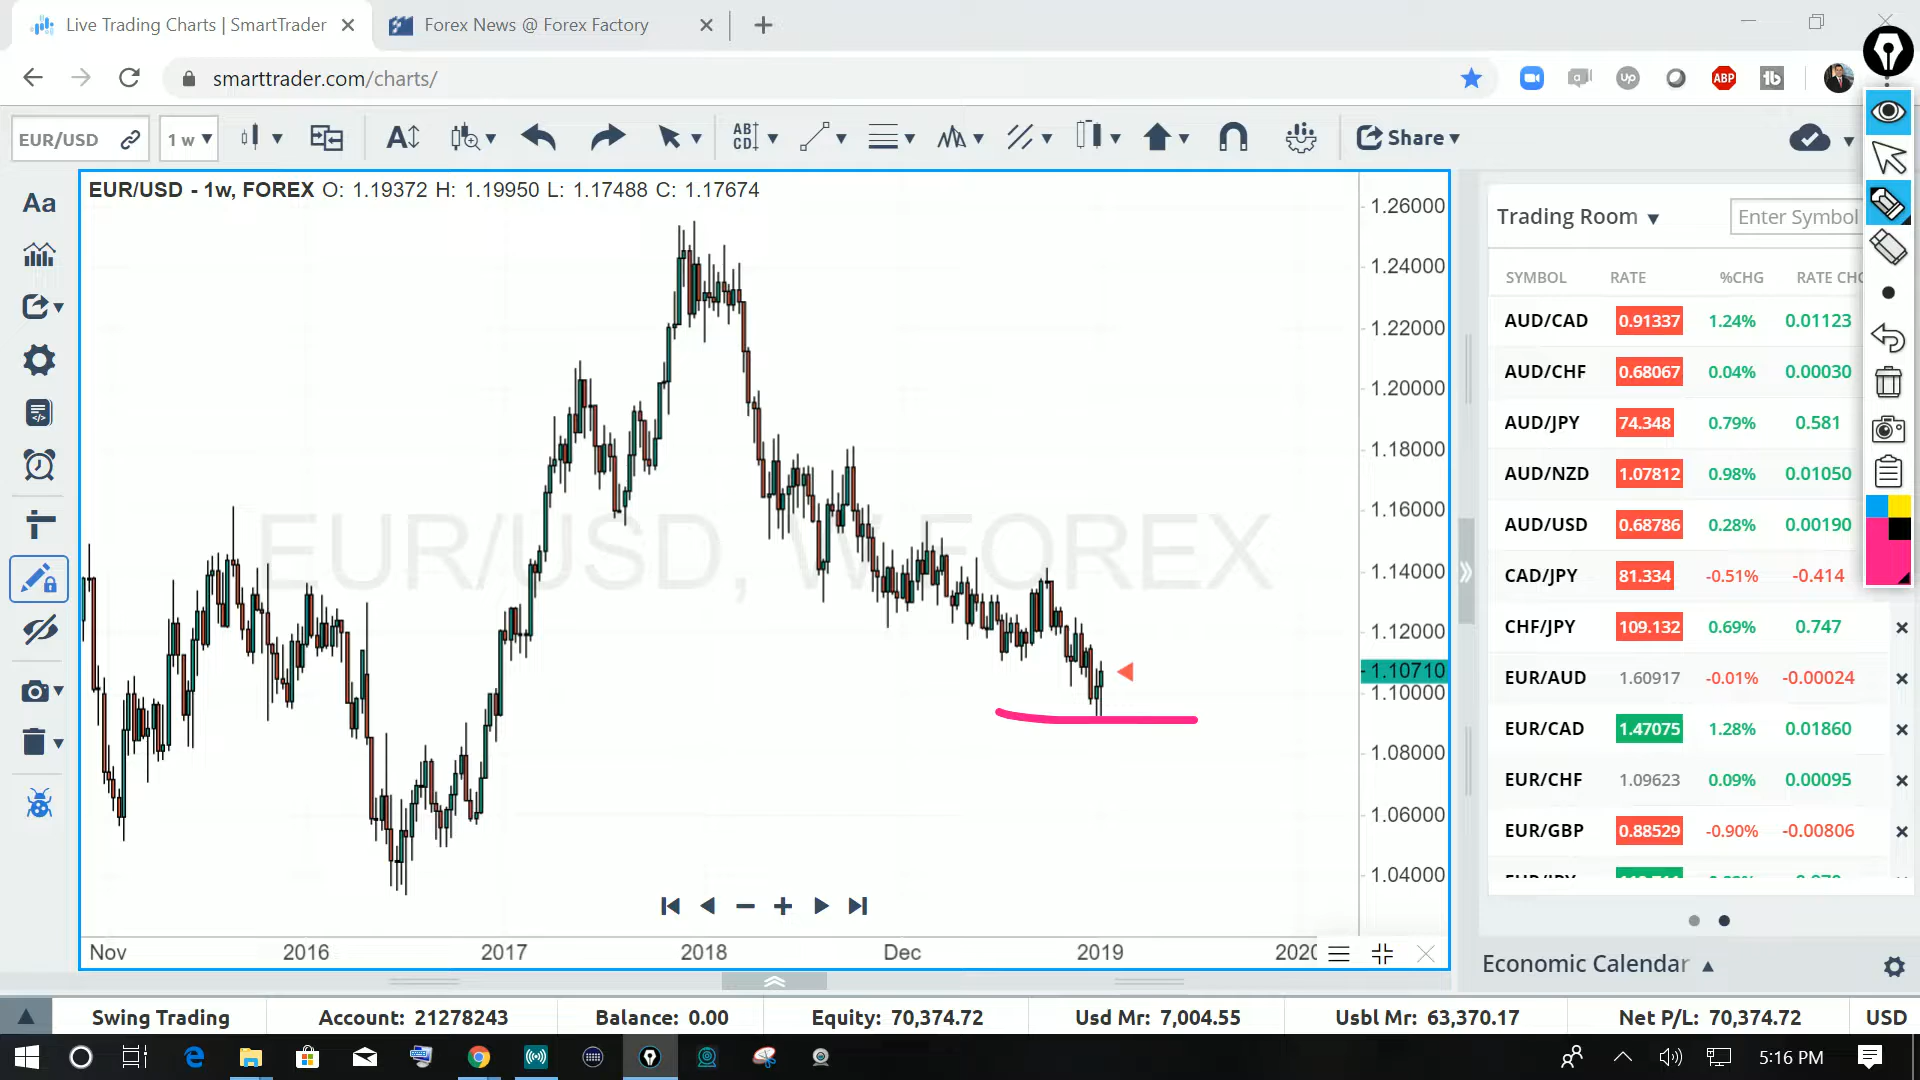 Live Trading Charts | SmartTrader
Forex News @ Forex Factory
smarttrader.com/charts/
EUR/USD
1 w
Share
EUR/USD - 1w, FOREX O: 1.19372 H: 1.19950 L: 1.17488 C: 1.17674
EUR/USD, W FOREX
1.26000
1.24000
1.22000
1.20000
1.18000
1.16000
1.14000
1.12000
1.10710
1.10000
1.08000
1.06000
1.04000
Nov 2016 2017 2018 Dec 2019 2020
Aa
Trading Room
Enter Symbol
SYMBOL RATE %CHG RATE CHG
AUD/CAD 0.91337 1.24% 0.01123
AUD/CHF 0.68067 0.04% 0.00030
AUD/JPY 74.348 0.79% 0.581
AUD/NZD 1.07812 0.98% 0.01050
AUD/USD 0.68786 0.28% 0.00190
CAD/JPY 81.334 -0.51% -0.414
CHF/JPY 109.132 0.69% 0.747
EUR/AUD 1.60917 -0.01% -0.00024
EUR/CAD 1.47075 1.28% 0.01860
EUR/CHF 1.09623 0.09% 0.00095
EUR/GBP 0.88529 -0.90% -0.00806
Economic Calendar
Swing Trading Account: 21278243 Balance: 0.00 Equity: 70,374.72 Usd Mr: 7,004.55 Usbl Mr: 63,370.17 Net P/L: 70,374.72 USD
5:16 PM
AB
CD
Up
ABP
tb